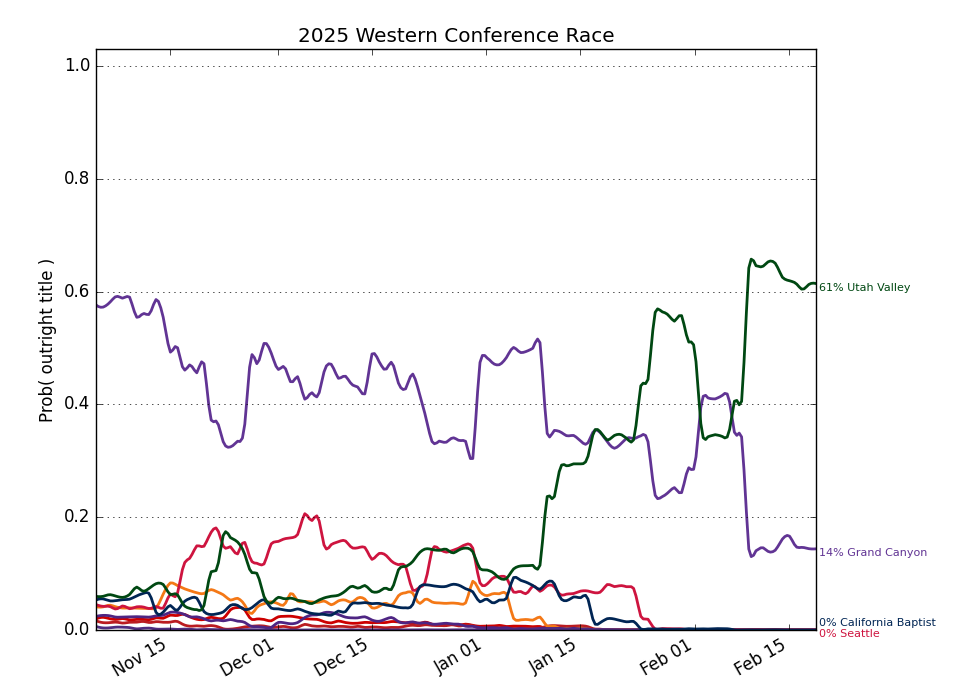 2025 Western Conference Race
Prob( outright title )
1.0
0.8
0.6
0.4
0.2
0.0
61% Utah Valley
14% Grand Canyon
0% California Baptist
0% Seattle
Nov 15
Dec 01
Dec 15
Jan 01
Jan 15
Feb 01
Feb 15